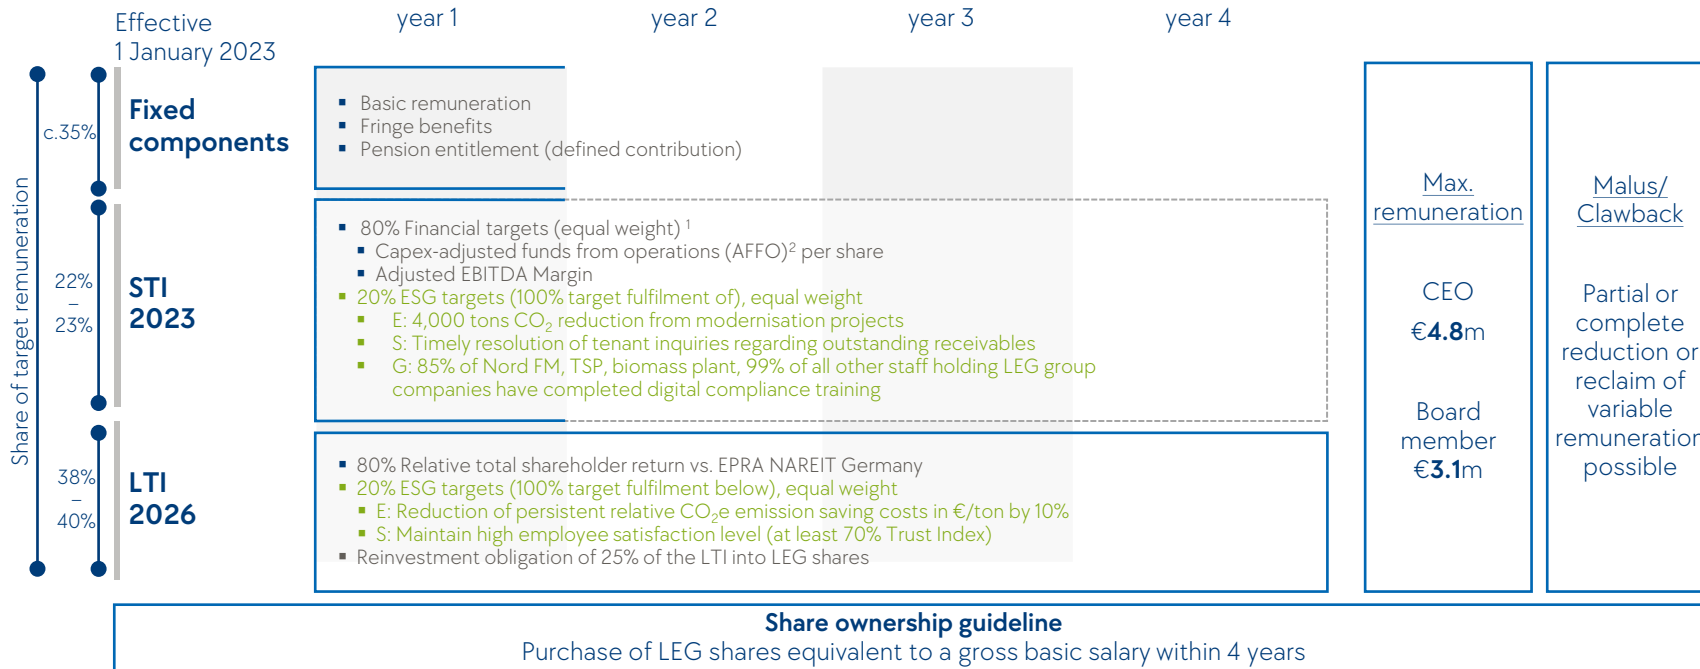 Effective
1 January 2023
year 1
year 2
year 3
year 4
Share of target remuneration
c.35%
Fixed
components
▪ Basic remuneration
▪ Fringe benefits
▪ Pension entitlement (defined contribution)
22%
–
23%
STI
2023
▪ 80% Financial targets (equal weight) ¹
▪ Capex-adjusted funds from operations (AFFO)² per share
▪ Adjusted EBITDA Margin
▪ 20% ESG targets (100% target fulfilment of), equal weight
▪ E: 4,000 tons CO₂ reduction from modernisation projects
▪ S: Timely resolution of tenant inquiries regarding outstanding receivables
▪ G: 85% of Nord FM, TSP, biomass plant, 99% of all other staff holding LEG group
companies have completed digital compliance training
38%
–
40%
LTI
2026
▪ 80% Relative total shareholder return vs. EPRA NAREIT Germany
▪ 20% ESG targets (100% target fulfilment below), equal weight
▪ E: Reduction of persistent relative CO₂e emission saving costs in €/ton by 10%
▪ S: Maintain high employee satisfaction level (at least 70% Trust Index)
▪ Reinvestment obligation of 25% of the LTI into LEG shares
Max.
remuneration
CEO
€4.8m
Board
member
€3.1m
Malus/
Clawback
Partial or
complete
reduction or
reclaim of
variable
remuneration
possible
Share ownership guideline
Purchase of LEG shares equivalent to a gross basic salary within 4 years